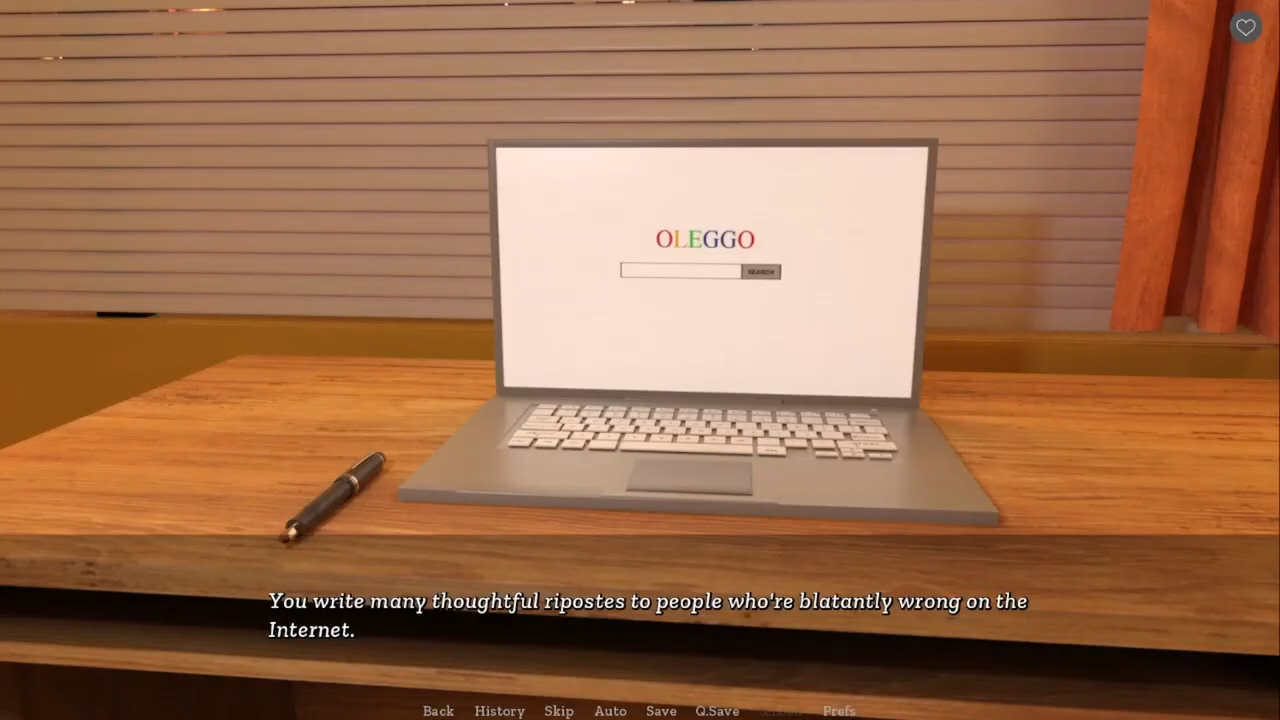 OLEGGO
SEARCH
You write many thoughtful ripostes to people who're blatantly wrong on the
Internet.
Back History Skip Auto Save Q.Save Prefs